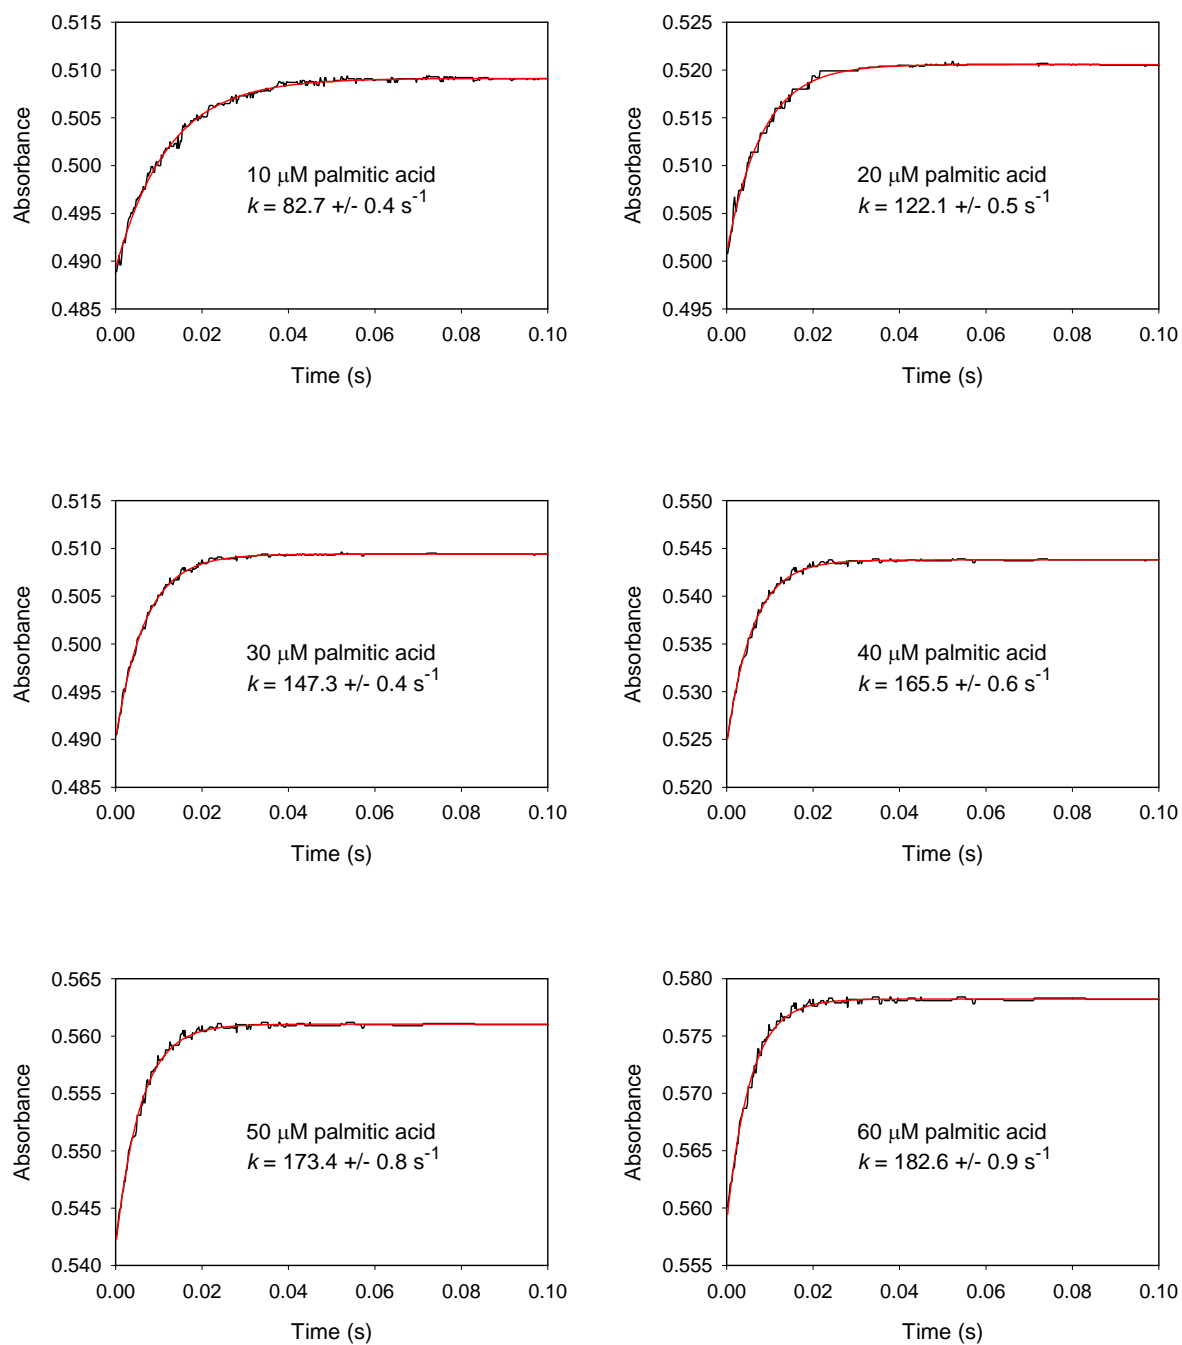 0.515
0.510
0.505
0.500
0.495
0.490
0.485
Absorbance
10 μM palmitic acid
k = 82.7 +/- 0.4 s-1
0.00 0.02 0.04 0.06 0.08 0.10
Time (s)
0.525
0.520
0.515
0.510
0.505
0.500
0.495
Absorbance
20 μM palmitic acid
k = 122.1 +/- 0.5 s-1
0.00 0.02 0.04 0.06 0.08 0.10
Time (s)
0.515
0.510
0.505
0.500
0.495
0.490
0.485
Absorbance
30 μM palmitic acid
k = 147.3 +/- 0.4 s-1
0.00 0.02 0.04 0.06 0.08 0.10
Time (s)
0.550
0.545
0.540
0.535
0.530
0.525
0.520
Absorbance
40 μM palmitic acid
k = 165.5 +/- 0.6 s-1
0.00 0.02 0.04 0.06 0.08 0.10
Time (s)
0.565
0.560
0.555
0.550
0.545
0.540
Absorbance
50 μM palmitic acid
k = 173.4 +/- 0.8 s-1
0.00 0.02 0.04 0.06 0.08 0.10
Time (s)
0.580
0.575
0.570
0.565
0.560
0.555
Absorbance
60 μM palmitic acid
k = 182.6 +/- 0.9 s-1
0.00 0.02 0.04 0.06 0.08 0.10
Time (s)